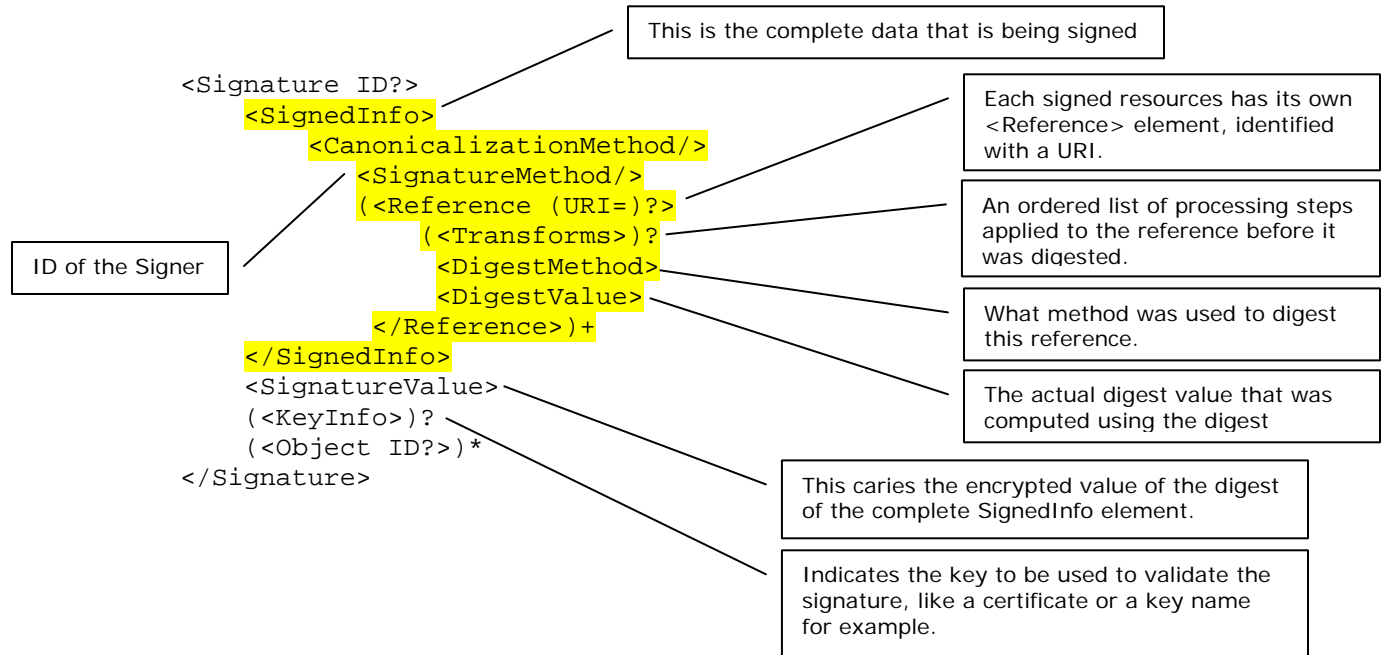 This is the complete data that is being signed
<Signature ID?>
<SignedInfo>
<CanonicalizationMethod/>
<SignatureMethod/>
(<Reference (URI=)?>
(<Transforms>)?
<DigestMethod>
<DigestValue>
</Reference>)+
</SignedInfo>
<SignatureValue>
(<KeyInfo>)?
(<Object ID?>)*
</Signature>
ID of the Signer
Each signed resources has its own
<Reference> element, identified
with a URI.
An ordered list of processing steps
applied to the reference before it
was digested.
What method was used to digest
this reference.
The actual digest value that was
computed using the digest
This caries the encrypted value of the digest
of the complete SignedInfo element.
Indicates the key to be used to validate the
signature, like a certificate or a key name
for example.